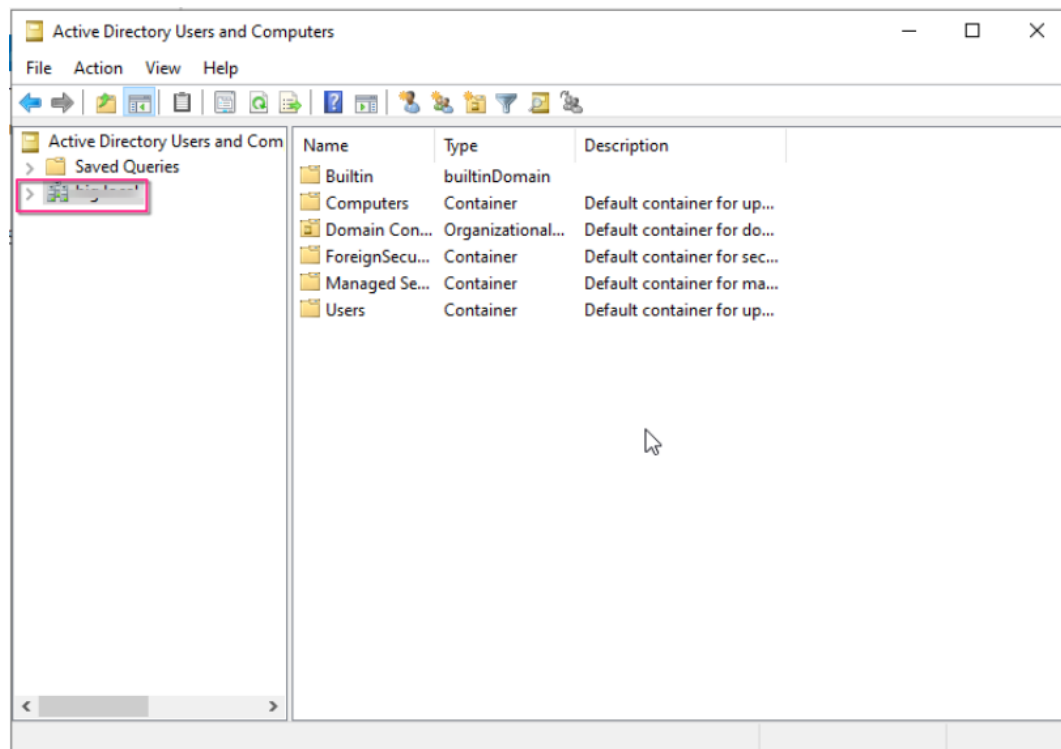 Active Directory Users and Computers
File Action View Help
Active Directory Users and Com
Saved Queries
Name Type Description
Builtin builtinDomain
Computers Container Default container for up...
Domain Con... Organizational... Default container for do...
ForeignSecu... Container Default container for sec...
Managed Se... Container Default container for ma...
Users Container Default container for up...